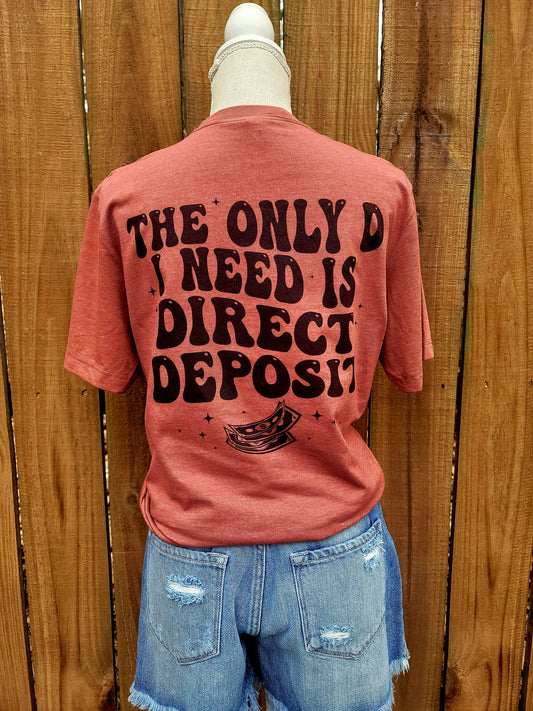 THE ONLY D
I NEED IS
DIRECT
DEPOSIT